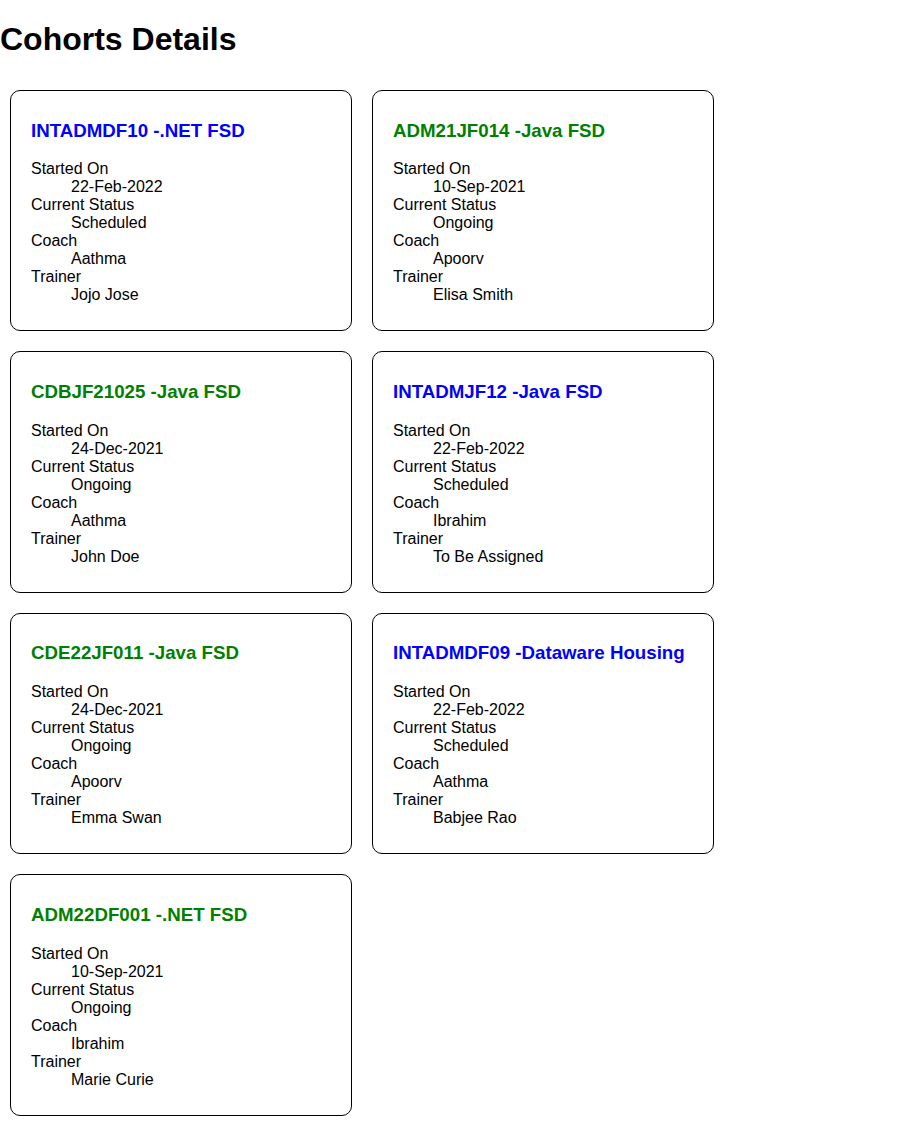 Cohorts Details
INTADMDF10 -.NET FSD
Started On
22-Feb-2022
Current Status
Scheduled
Coach
Aathma
Trainer
Jojo Jose
ADM21JF014 -Java FSD
Started On
10-Sep-2021
Current Status
Ongoing
Coach
Apoorv
Trainer
Elisa Smith
CDBJF21025 -Java FSD
Started On
24-Dec-2021
Current Status
Ongoing
Coach
Aathma
Trainer
John Doe
INTADMJF12 -Java FSD
Started On
22-Feb-2022
Current Status
Scheduled
Coach
Ibrahim
Trainer
To Be Assigned
CDE22JF011 -Java FSD
Started On
24-Dec-2021
Current Status
Ongoing
Coach
Apoorv
Trainer
Emma Swan
INTADMDF09 -Dataware Housing
Started On
22-Feb-2022
Current Status
Scheduled
Coach
Aathma
Trainer
Babjee Rao
ADM22DF001 -.NET FSD
Started On
10-Sep-2021
Current Status
Ongoing
Coach
Ibrahim
Trainer
Marie Curie